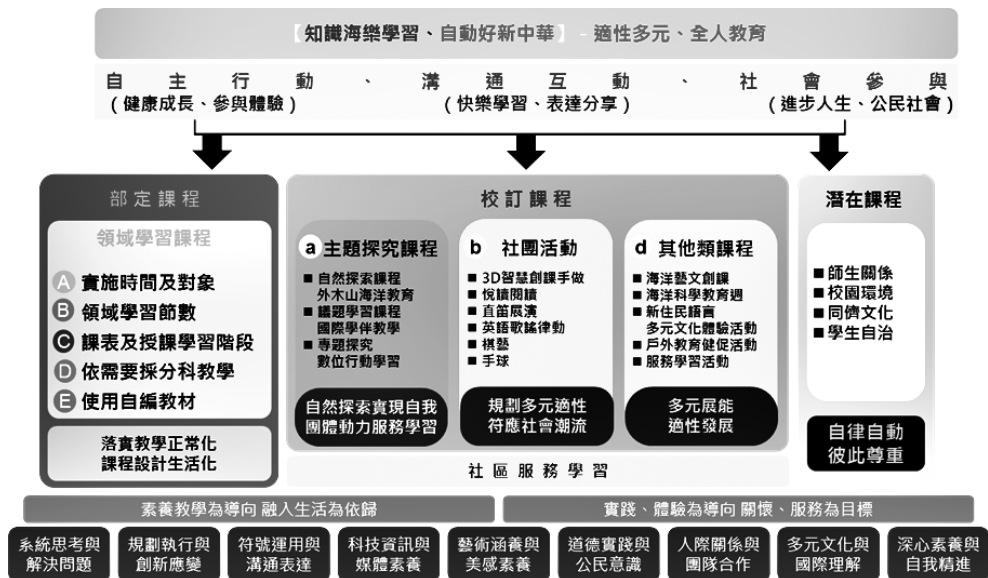 【知識海樂學習、自動好新中華】 - 適性多元、全人教育
自主行動、溝通互動、社會參與
(健康成長、參與體驗) (快樂學習、表達分享) (進步人生、公民社會)
部定課程
領域學習課程
A 實施時間及對象
B 領域學習節數
C 課表及授課學習階段
D 依需要採分科教學
E 使用自編教材
落實教學正常化
課程設計生活化
校訂課程
a 主題探究課程
■ 自然探索課程
外木山海洋教育
■ 議題學習課程
國際學伴教學
■ 專題探究
數位行動學習
自然探索實現自我
團體動力服務學習
b 社團活動
■ 3D智慧創課手做
■ 悅讀閱讀
■ 直笛展演
■ 英語歌謠律動
■ 棋藝
■ 手球
規劃多元適性
符應社會潮流
d 其他類課程
■ 海洋藝文創課
■ 海洋科學教育週
■ 新住民語言
多元文化體驗活動
■ 戶外教育健促活動
■ 服務學習活動
多元展能
適性發展
社區服務學習
潛在課程
■ 師生關係
■ 校園環境
■ 同儕文化
■ 學生自治
自律自動
彼此尊重
素養教學為導向 融入生活為依歸
實踐、體驗為導向 關懷、服務為目標
系統思考與
解決問題
規劃執行與
創新應變
符號運用與
溝通表達
科技資訊與
媒體素養
藝術涵養與
美感素養
道德實踐與
公民意識
人際關係與
團隊合作
多元文化與
國際理解
深心素養與
自我精進